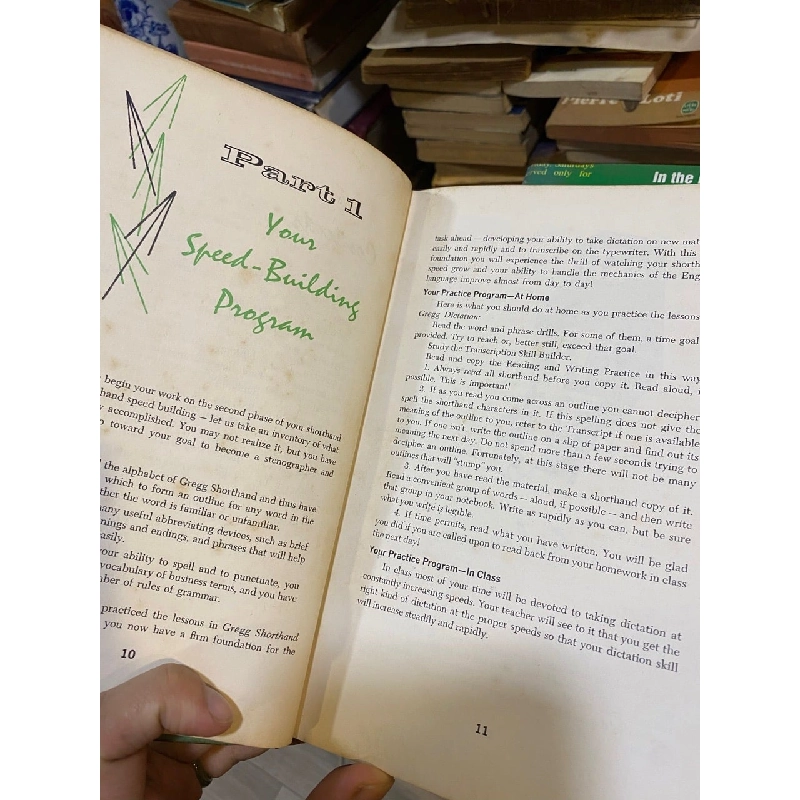 Pierre Loti
In the
Part 1
Your
Speed-Building
Program
begin your work on the second phase of your shorthand
hand speed building — let us take an inventory of what
accomplished. You may not realize it, but you have
toward your goal to become a stenographer and
the alphabet of Gregg Shorthand and thus have
which to form an outline for any word in the
ther the word is familiar or unfamiliar.
any useful abbreviating devices, such as brief
nings and endings, and phrases that will help
easily.
your ability to spell and to punctuate, you
vocabulary of business terms, and you have
ber of rules of grammar.
practiced the lessons in Gregg Shorthand
you now have a firm foundation for the
10
task ahead — developing your ability to take dictation on new mat
easily and rapidly and to transcribe on the typewriter. With this
foundation you will experience the thrill of watching your shorth
speed grow and your ability to handle the mechanics of the Eng
language improve almost from day to day!
Your Practice Program—At Home
Here is what you should do at home as you practice the lessons
Gregg Dictation:
Read the word and phrase drills. For some of them, a time goal
provided. Try to reach or, better still, exceed that goal.
Study the Transcription Skill Builder.
Read and copy the Reading and Writing Practice in this way
1. Always read all shorthand before you copy it. Read aloud,
possible. This is important!
2. If as you read you come across an outline you cannot decipher
spell the shorthand characters in it. If this spelling does not give the
meaning of the outline to you, refer to the Transcript if one is available
to you. If one isn't, write the outline on a slip of paper and find out its
meaning the next day. Do not spend more than a few seconds trying to
decipher an outline. Fortunately, at this stage there will not be many
outlines that will "stump" you.
3. After you have read the material, make a shorthand copy of it.
Read a convenient group of words — aloud, if possible — and then write
that group in your notebook. Write as rapidly as you can, but be sure
what you write is legible.
4. If time permits, read what you have written. You will be glad
you did if you are called upon to read back from your homework in class
the next day!
Your Practice Program—In Class
In class most of your time will be devoted to taking dictation at
constantly increasing speeds. Your teacher will see to it that you get the
right kind of dictation at the proper speeds so that your dictation skill
will increase steadily and rapidly.
11